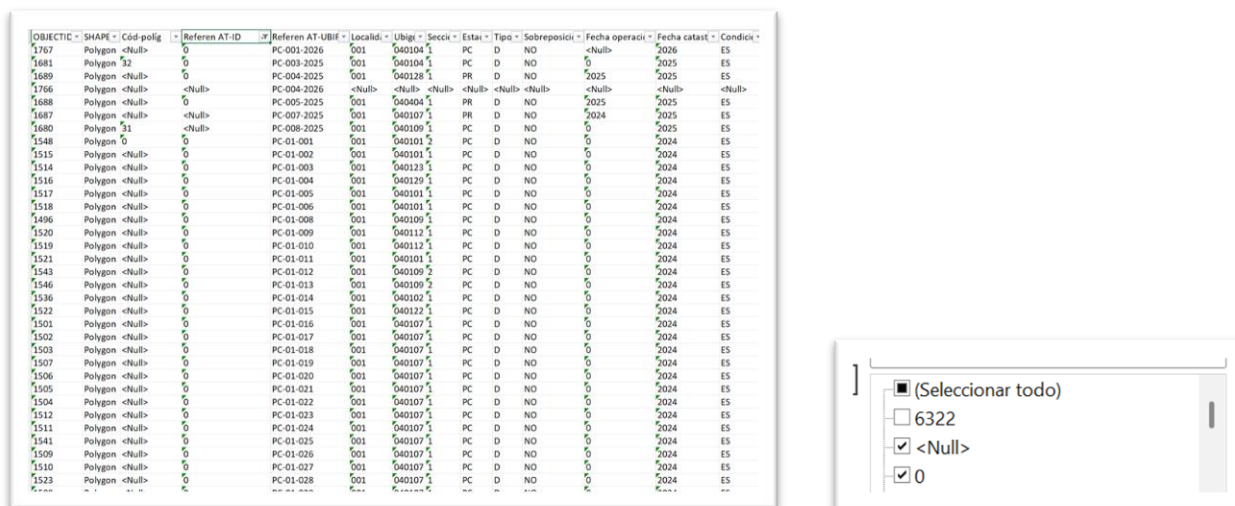 OBJECTID SHAPE Cód-polig Referen AT-ID Referen AT-UBIF Localid Ubige Secció Estad Tipo Sobreposició Fecha operació Fecha catast Condició
1767 Polygon <Null> 0 PC-001-2026 001 040104 1 PC D NO <Null> 2026 ES
1681 Polygon 32 0 PC-003-2025 001 040104 1 PC D NO 0 2025 ES
1689 Polygon <Null> 0 PC-004-2025 001 040128 1 PR D NO 2025 2025 ES
1766 Polygon <Null> <Null> PC-004-2026 <Null> <Null> <Null> <Null> <Null> <Null> <Null> <Null> <Null>
1688 Polygon <Null> 0 PC-005-2025 001 040404 1 PR D NO 2025 2025 ES
1687 Polygon <Null> <Null> PC-007-2025 001 040107 1 PR D NO 2024 2025 ES
1680 Polygon 31 <Null> PC-008-2025 001 040109 1 PC D NO 0 2025 ES
1548 Polygon 0 0 PC-01-001 001 040101 2 PC D NO 0 2024 ES
1515 Polygon <Null> 0 PC-01-002 001 040101 1 PC D NO 0 2024 ES
1514 Polygon <Null> 0 PC-01-003 001 040123 1 PC D NO 0 2024 ES
1516 Polygon <Null> 0 PC-01-004 001 040129 1 PC D NO 0 2024 ES
1517 Polygon <Null> 0 PC-01-005 001 040101 1 PC D NO 0 2024 ES
1518 Polygon <Null> 0 PC-01-006 001 040101 1 PC D NO 0 2024 ES
1496 Polygon <Null> 0 PC-01-008 001 040109 1 PC D NO 0 2024 ES
1520 Polygon <Null> 0 PC-01-009 001 040112 1 PC D NO 0 2024 ES
1519 Polygon <Null> 0 PC-01-010 001 040112 1 PC D NO 0 2024 ES
1521 Polygon <Null> 0 PC-01-011 001 040101 1 PC D NO 0 2024 ES
1543 Polygon <Null> 0 PC-01-012 001 040109 2 PC D NO 0 2024 ES
1546 Polygon <Null> 0 PC-01-013 001 040109 2 PC D NO 0 2024 ES
1536 Polygon <Null> 0 PC-01-014 001 040102 1 PC D NO 0 2024 ES
1522 Polygon <Null> 0 PC-01-015 001 040122 1 PC D NO 0 2024 ES
1501 Polygon <Null> 0 PC-01-016 001 040107 1 PC D NO 0 2024 ES
1502 Polygon <Null> 0 PC-01-017 001 040107 1 PC D NO 0 2024 ES
1503 Polygon <Null> 0 PC-01-018 001 040107 1 PC D NO 0 2024 ES
1507 Polygon <Null> 0 PC-01-019 001 040107 1 PC D NO 0 2024 ES
1506 Polygon <Null> 0 PC-01-020 001 040107 1 PC D NO 0 2024 ES
1505 Polygon <Null> 0 PC-01-021 001 040107 1 PC D NO 0 2024 ES
1504 Polygon <Null> 0 PC-01-022 001 040107 1 PC D NO 0 2024 ES
1512 Polygon <Null> 0 PC-01-023 001 040107 1 PC D NO 0 2024 ES
1511 Polygon <Null> 0 PC-01-024 001 040107 1 PC D NO 0 2024 ES
1541 Polygon <Null> 0 PC-01-025 001 040107 1 PC D NO 0 2024 ES
1509 Polygon <Null> 0 PC-01-026 001 040107 1 PC D NO 0 2024 ES
1510 Polygon <Null> 0 PC-01-027 001 040107 1 PC D NO 0 2024 ES
1523 Polygon <Null> 0 PC-01-028 001 040107 1 PC D NO 0 2024 ES
]
(Seleccionar todo)
6322
<Null>
0